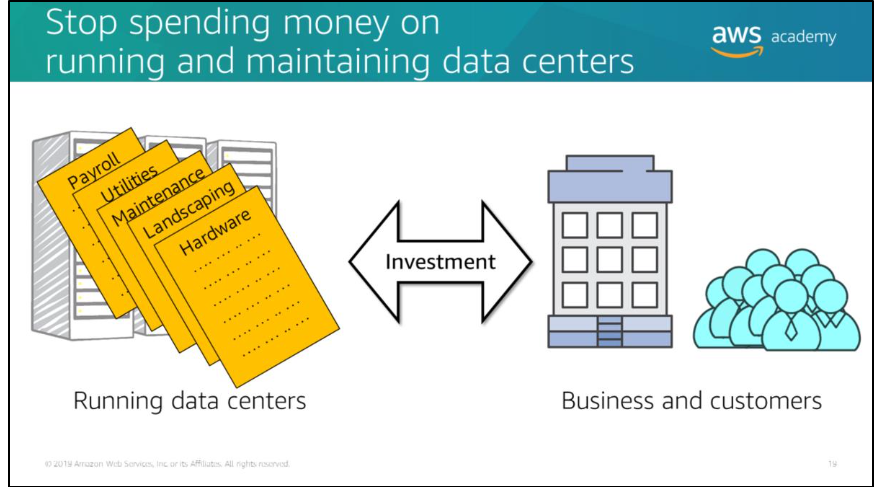 Stop spending money on
running and maintaining data centers
aws academy
Payroll
Utilities
Maintenance
Landscaping
Hardware
Investment
Running data centers
Business and customers
© 2019 Amazon Web Services, Inc. or its Affiliates. All rights reserved.
19